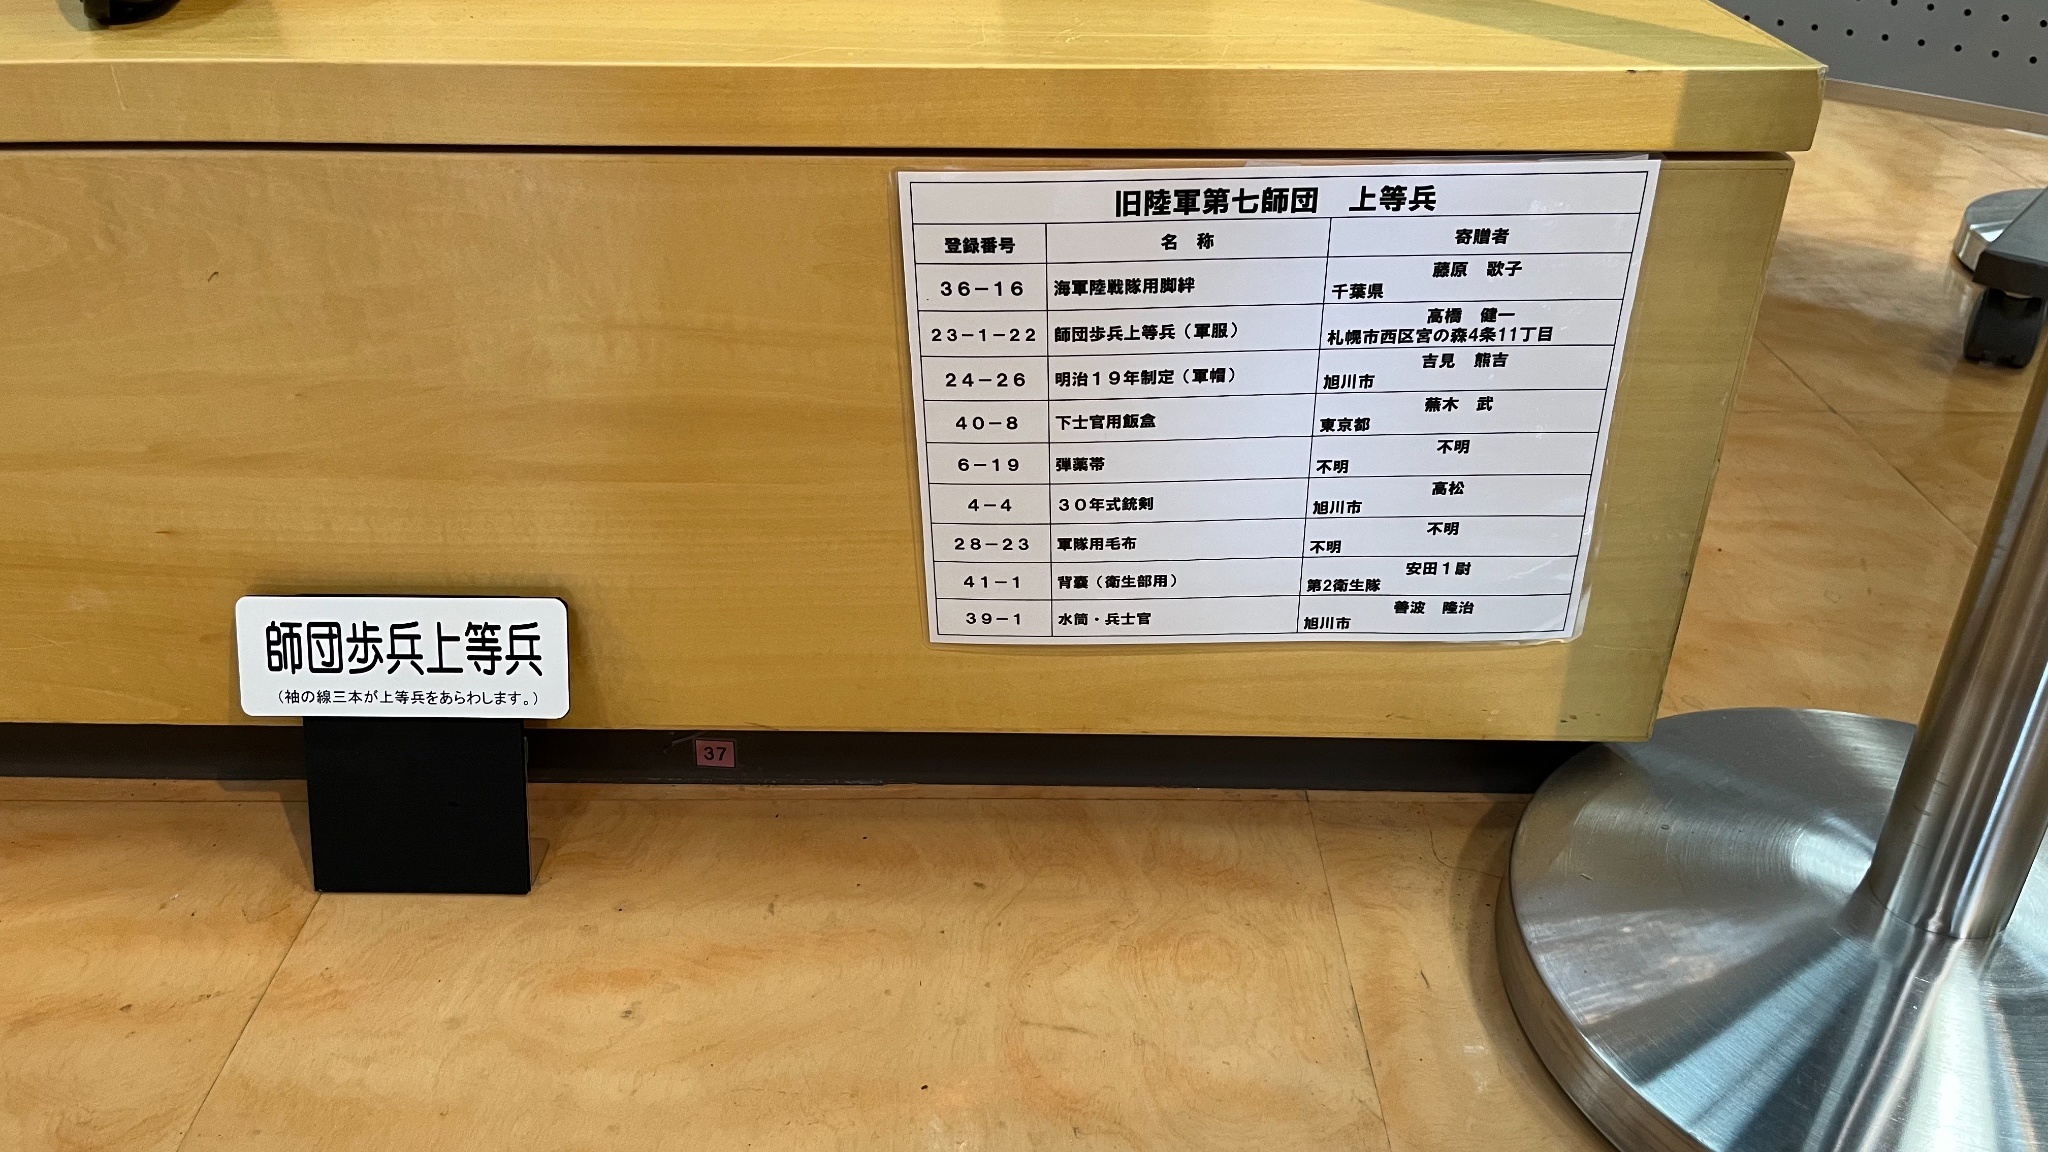 旧陸軍第七師団　上等兵
登録番号　名　称　寄贈者
36－16　海軍陸戦隊用脚絆　藤原　歌子
千葉県
23－1－22　師団歩兵上等兵（軍服）　高橋　健一
札幌市西区宮の森4条11丁目
24－26　明治19年制定（軍帽）　吉見　熊吉
旭川市
40－8　下士官用飯盒　蕪木　武
東京都
6－19　弾薬帯　不明
不明
4－4　30年式銃剣　高松
旭川市
28－23　軍隊用毛布　不明
不明
41－1　背嚢（衛生部用）　安田1尉
第2衛生隊
39－1　水筒・兵士官　善波　隆治
旭川市
師団歩兵上等兵
（袖の線三本が上等兵をあらわします。）
37